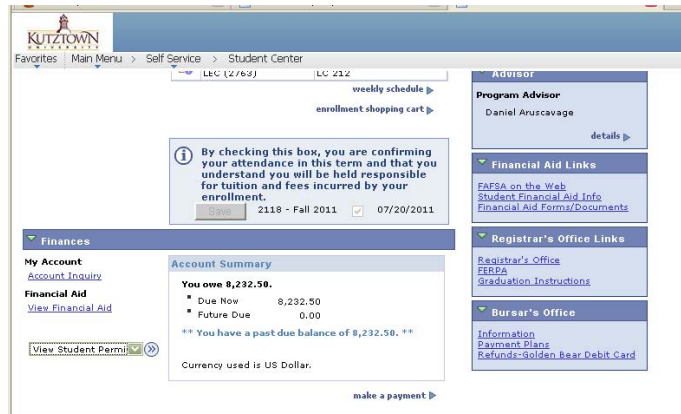 KUTZTOWN
UNIVERSITY
Favorites Main Menu > Self Service > Student Center
LEC (2763) LC 212
weekly schedule
enrollment shopping cart
By checking this box, you are confirming
your attendance in this term and that you
understand you will be held responsible
for tuition and fees incurred by your
enrollment.
Save 2118 - Fall 2011 07/20/2011
Finances
My Account
Account Inquiry
Financial Aid
View Financial Aid
View Student Permi
Account Summary
You owe 8,232.50.
Due Now 8,232.50
Future Due 0.00
** You have a past due balance of 8,232.50. **
Currency used is US Dollar.
make a payment
Advisor
Program Advisor
Daniel Aruscavage
details
Financial Aid Links
FAFSA on the Web
Student Financial Aid Info
Financial Aid Forms/Documents
Registrar's Office Links
Registrar's Office
FERPA
Graduation Instructions
Bursar's Office
Information
Payment Plans
Refunds-Golden Bear Debit Card